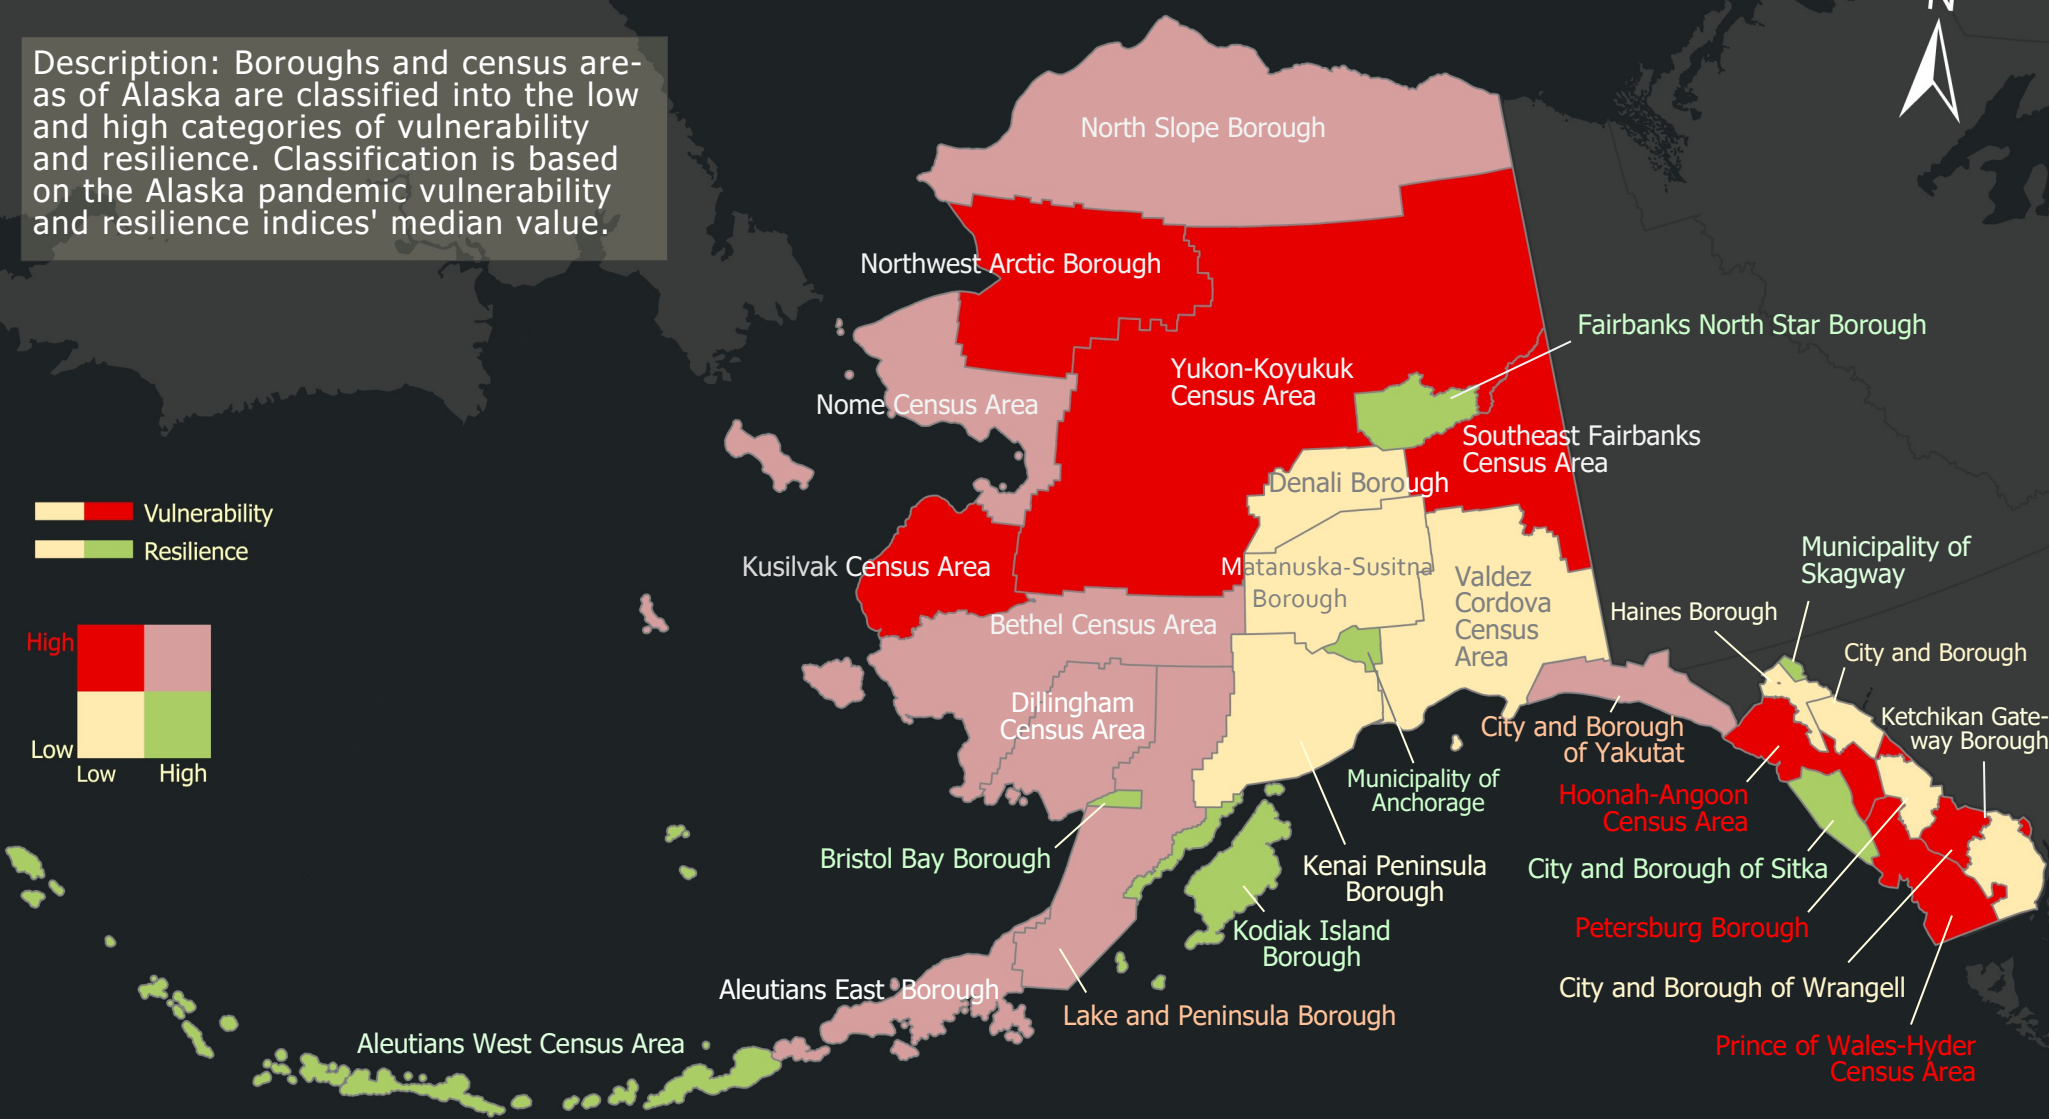 Description: Boroughs and census are-
as of Alaska are classified into the low
and high categories of vulnerability
and resilience. Classification is based
on the Alaska pandemic vulnerability
and resilience indices' median value.
N
North Slope Borough
Northwest Arctic Borough
Fairbanks North Star Borough
Yukon-Koyukuk
Census Area
Nome Census Area
Southeast Fairbanks
Census Area
Denali Borough
Vulnerability
Resilience
Kusilvak Census Area
Matanuska-Susitna
Borough
Valdez
Cordova
Census
Area
Municipality of
Skagway
Haines Borough
Bethel Census Area
High
Low
Low
High
City and Borough
Dillingham
Census Area
City and Borough
of Yakutat
Ketchikan Gate-
way Borough
Municipality of
Anchorage
Hoonah-Angoon
Census Area
Bristol Bay Borough
Kenai Peninsula
Borough
City and Borough of Sitka
Kodiak Island
Borough
Petersburg Borough
Aleutians East Borough
City and Borough of Wrangell
Lake and Peninsula Borough
Aleutians West Census Area
Prince of Wales-Hyder
Census Area